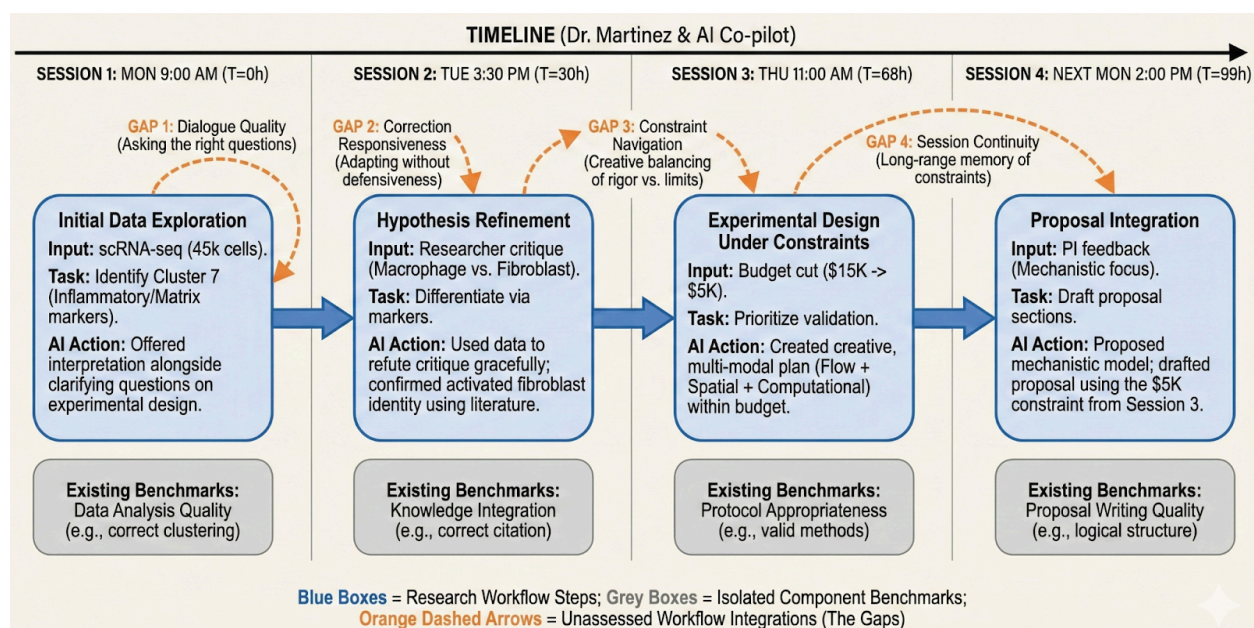 TIMELINE (Dr. Martinez & AI Co-pilot)
SESSION 1: MON 9:00 AM (T=0h)
SESSION 2: TUE 3:30 PM (T=30h)
SESSION 3: THU 11:00 AM (T=68h)
SESSION 4: NEXT MON 2:00 PM (T=99h)
GAP 1: Dialogue Quality
(Asking the right questions)
GAP 2: Correction
Responsiveness
(Adapting without
defensiveness)
GAP 3: Constraint
Navigation
(Creative balancing
of rigor vs. limits)
GAP 4: Session Continuity
(Long-range memory of
constraints)
Initial Data Exploration
Input: scRNA-seq (45k cells).
Task: Identify Cluster 7
(Inflammatory/Matrix
markers).
AI Action: Offered
interpretation alongside
clarifying questions on
experimental design.
Hypothesis Refinement
Input: Researcher critique
(Macrophage vs. Fibroblast).
Task: Differentiate via
markers.
AI Action: Used data to
refute critique gracefully;
confirmed activated fibroblast
identity using literature.
Experimental Design
Under Constraints
Input: Budget cut ($15K ->
$5K).
Task: Prioritize validation.
AI Action: Created creative,
multi-modal plan (Flow +
Spatial + Computational)
within budget.
Proposal Integration
Input: PI feedback
(Mechanistic focus).
Task: Draft proposal
sections.
AI Action: Proposed
mechanistic model; drafted
proposal using the $5K
constraint from Session 3.
Existing Benchmarks:
Data Analysis Quality
(e.g., correct clustering)
Existing Benchmarks:
Knowledge Integration
(e.g., correct citation)
Existing Benchmarks:
Protocol Appropriateness
(e.g., valid methods)
Existing Benchmarks:
Proposal Writing Quality
(e.g., logical structure)
Blue Boxes = Research Workflow Steps; Grey Boxes = Isolated Component Benchmarks;
Orange Dashed Arrows = Unassessed Workflow Integrations (The Gaps)